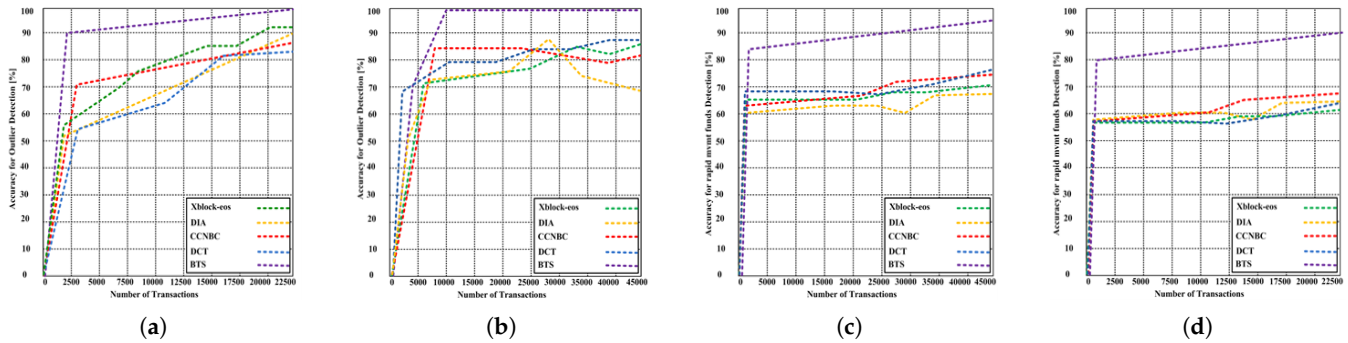 Accuracy for Outlier Detection [%]
100
90
80
70
60
50
40
30
20
10
0
Xblock-eos
DIA
CCNBC
DCT
BTS
0 2500 5000 7500 10000 12500 15000 17500 20000 22500
Number of Transactions
(a)
Accuracy for Outlier Detection [%]
100
90
80
70
60
50
40
30
20
10
0
Xblock-eos
DIA
CCNBC
DCT
BTS
0 5000 10000 15000 20000 25000 30000 35000 40000 45000
Number of Transactions
(b)
Accuracy for rapid mvmt funds Detection [%]
100
90
80
70
60
50
40
30
20
10
0
Xblock-eos
DIA
CCNBC
DCT
BTS
5000 10000 15000 20000 25000 30000 35000 40000 45000
Number of Transactions
(c)
Accuracy for rapid mvmt funds Detection [%]
100
90
80
70
60
50
40
30
20
10
0
Xblock-eos
DIA
CCNBC
DCT
BTS
0 2500 5000 7500 10000 12500 15000 17500 20000 22500
Number of Transactions
(d)